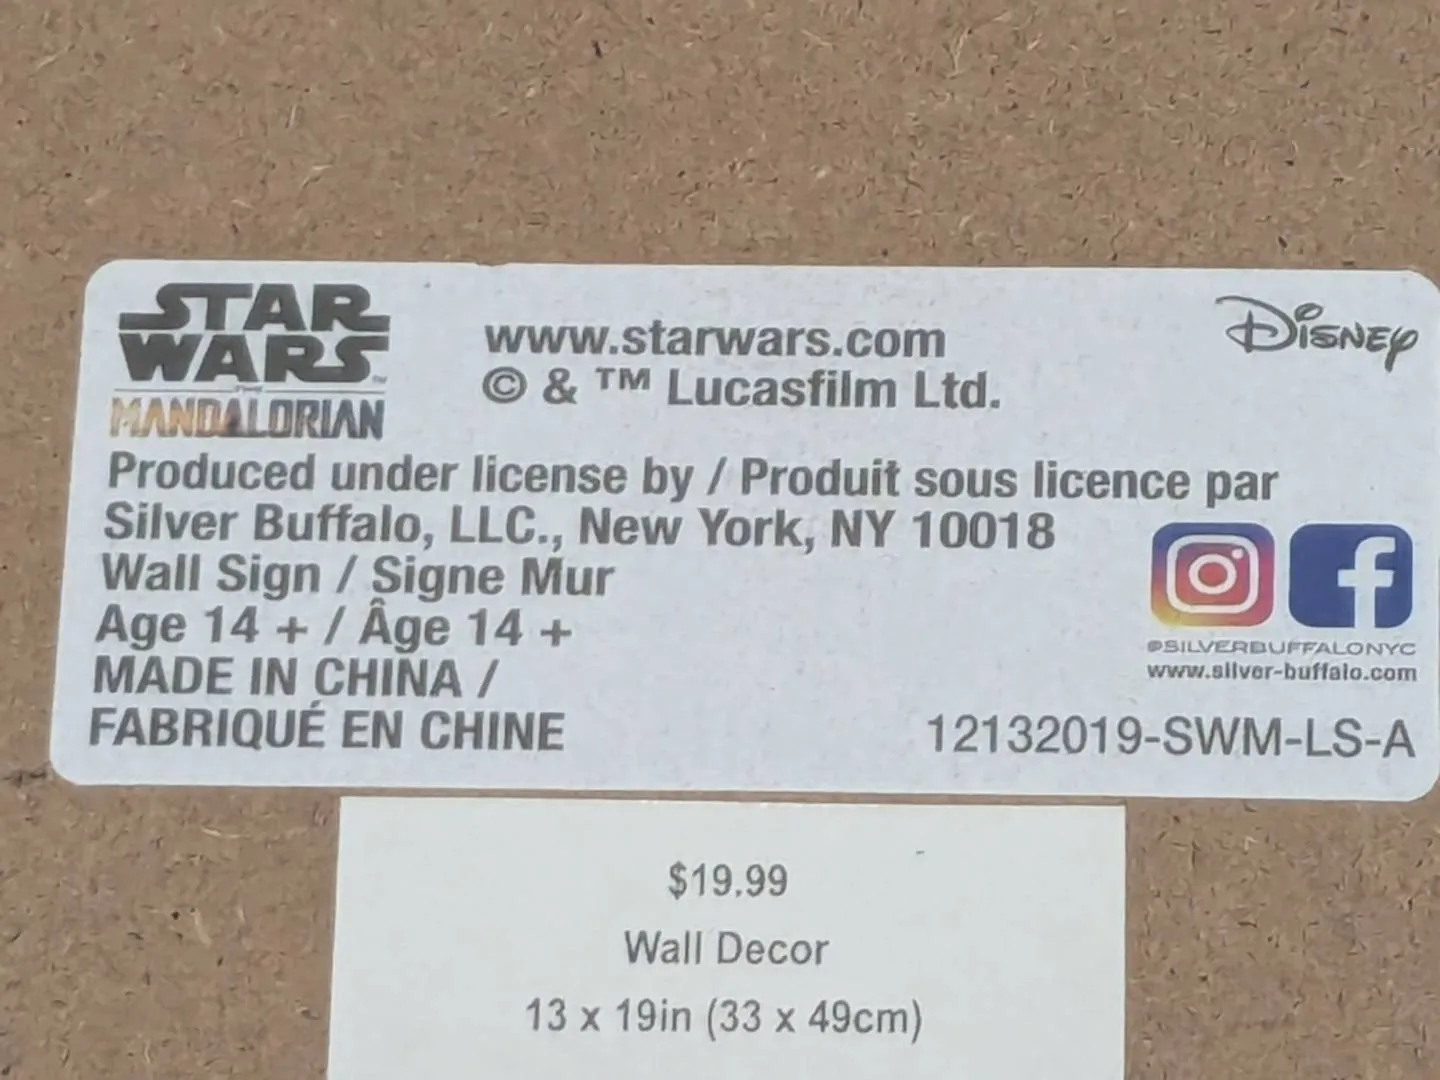 STAR
WARS
THE
MANDALORIAN
www.starwars.com
© & ™ Lucasfilm Ltd.
Disney
Produced under license by / Produit sous licence par
Silver Buffalo, LLC., New York, NY 10018
Wall Sign / Signe Mur
Age 14 + / Âge 14 +
MADE IN CHINA /
FABRIQUÉ EN CHINE
@SILVERBUFFALONYC
www.silver-buffalo.com
12132019-SWM-LS-A
$19.99
Wall Decor
13 x 19in (33 x 49cm)